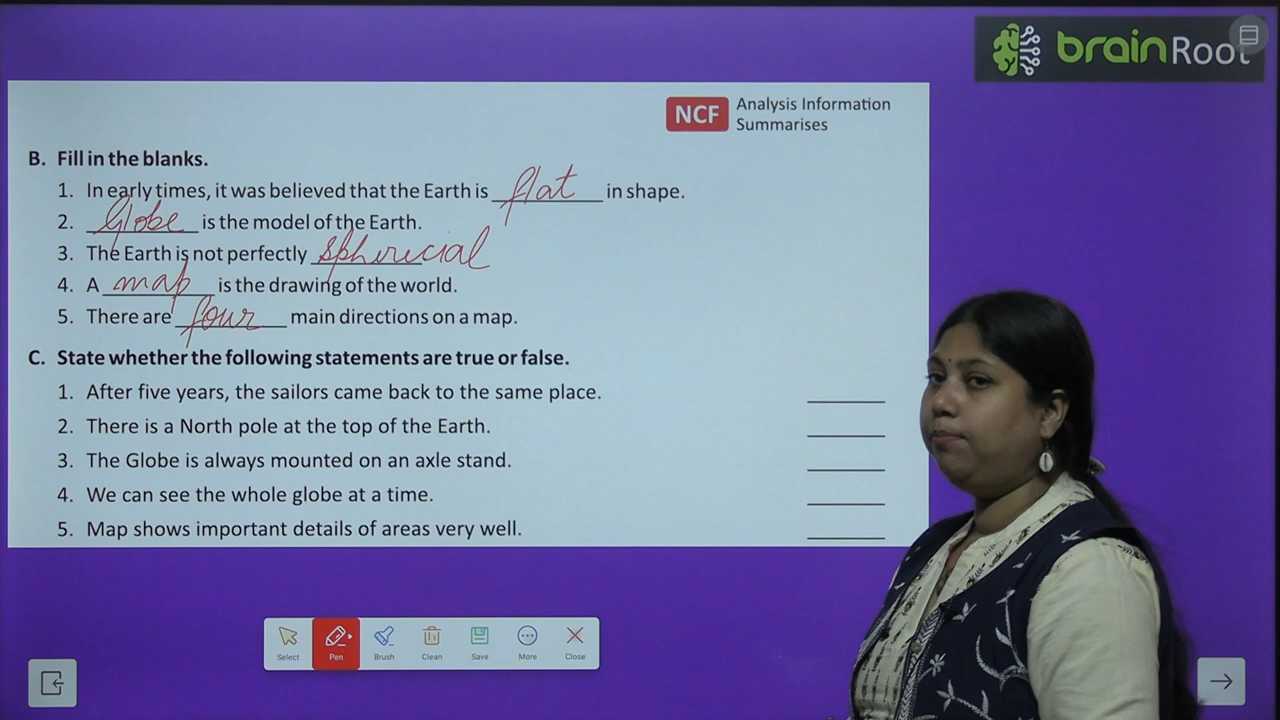 brainRoot
NCF Analysis Information
Summarises
B. Fill in the blanks.
1. In early times, it was believed that the Earth is flat in shape.
2. Globe is the model of the Earth.
3. The Earth is not perfectly sphericial
4. A map is the drawing of the world.
5. There are four main directions on a map.
C. State whether the following statements are true or false.
1. After five years, the sailors came back to the same place.
2. There is a North pole at the top of the Earth.
3. The Globe is always mounted on an axle stand.
4. We can see the whole globe at a time.
5. Map shows important details of areas very well.
Select Pen Brush Clean Save More Close